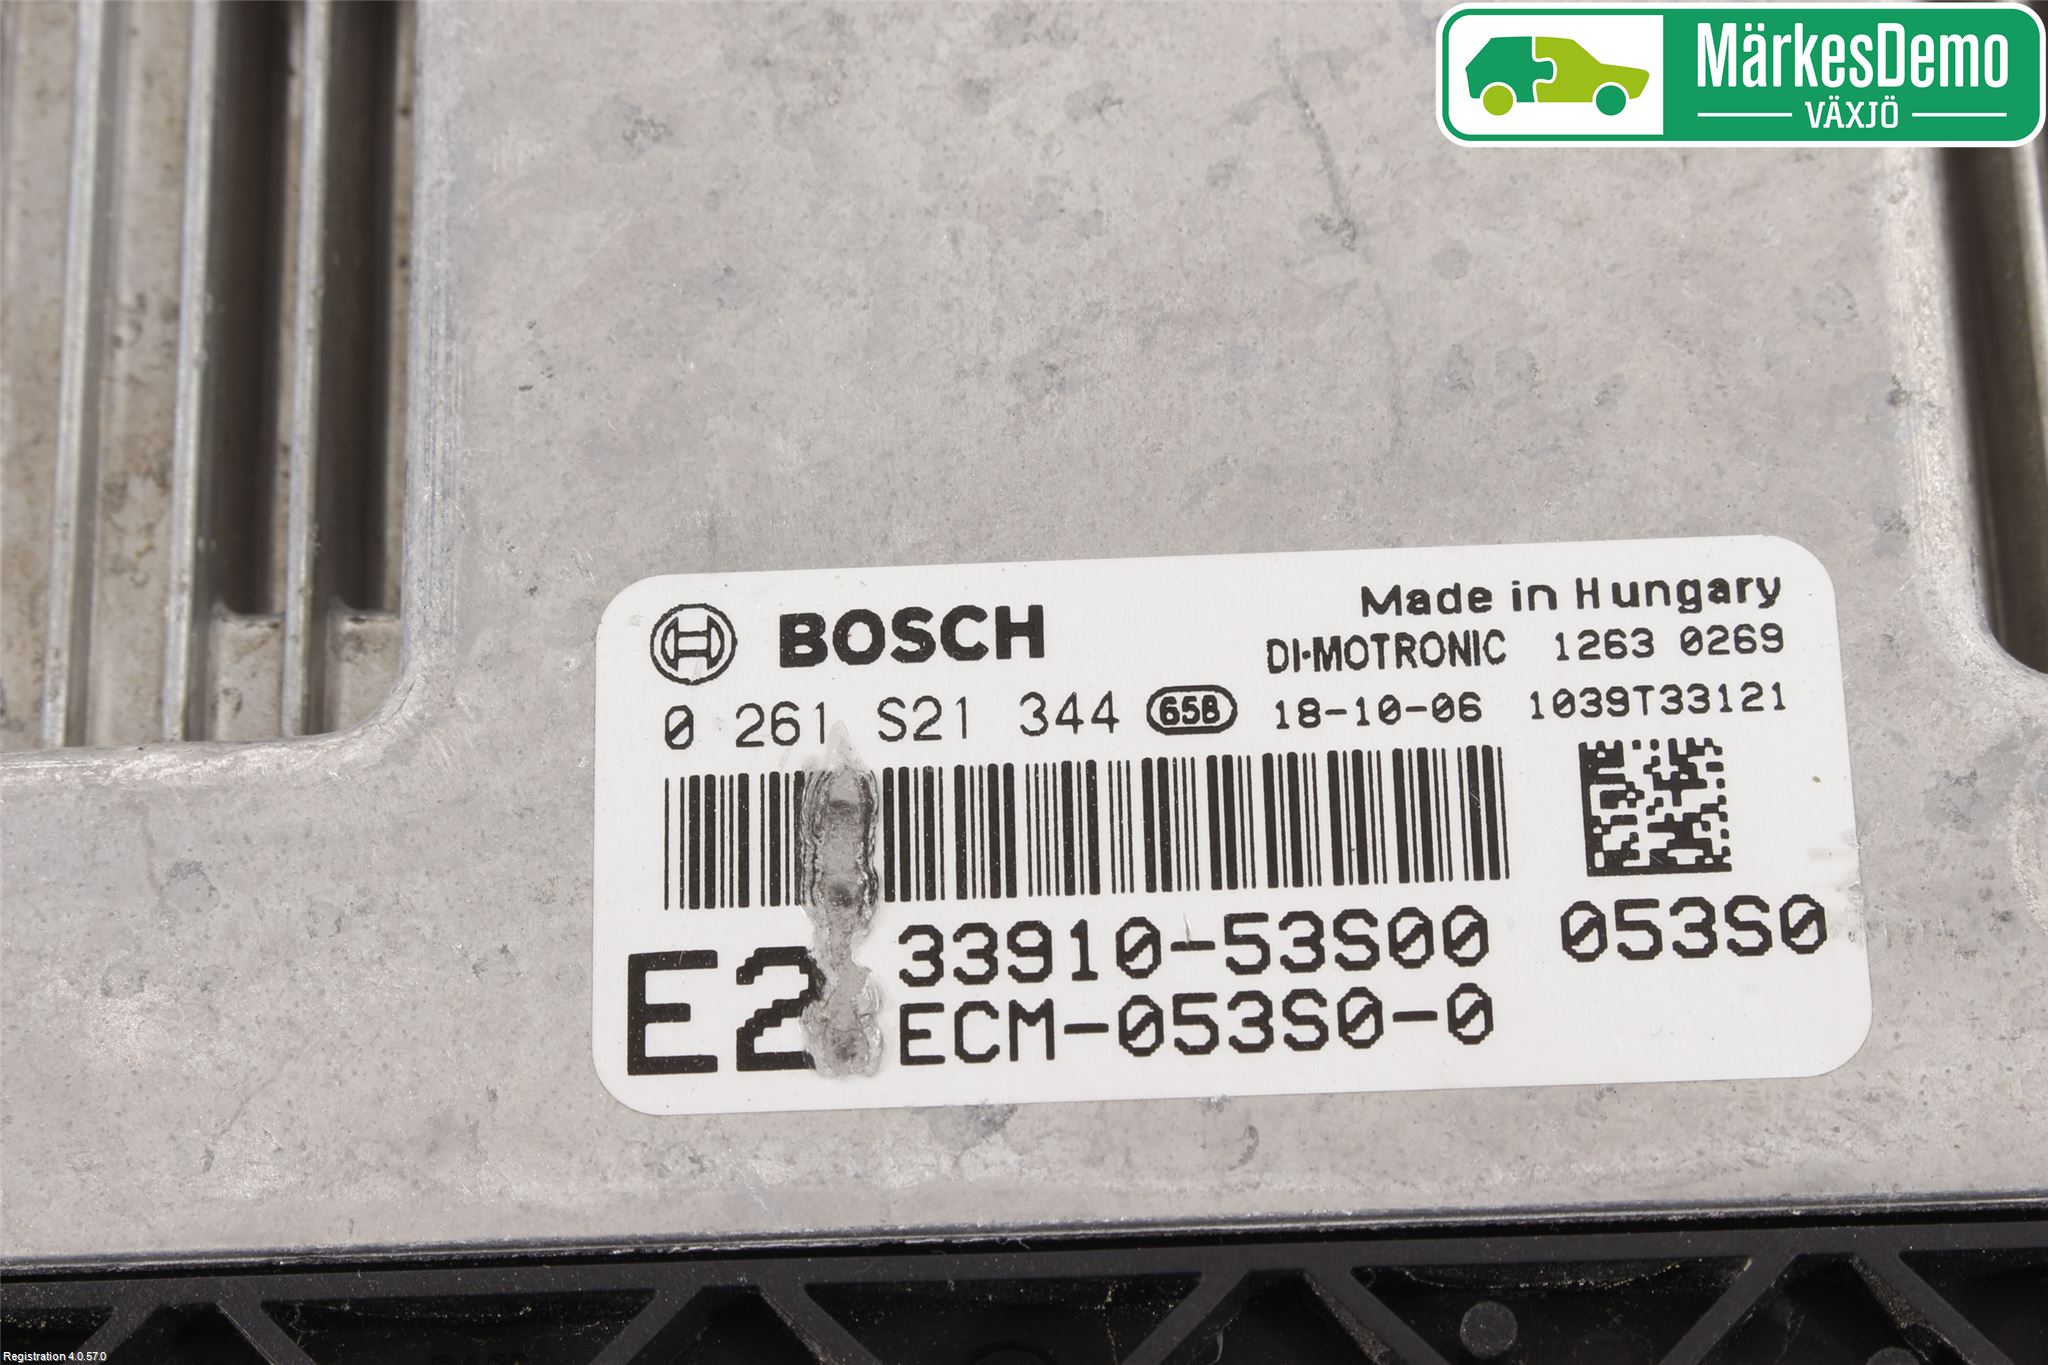 MärkesDemo
VÄXJÖ
BOSCH
Made in Hungary
DI·MOTRONIC 1263 0269
0 261 S21 344 65B 18-10-06 1039T33121
E2 33910-53S00 053S0
ECM-053S0-0
Registration 4.0.57.0